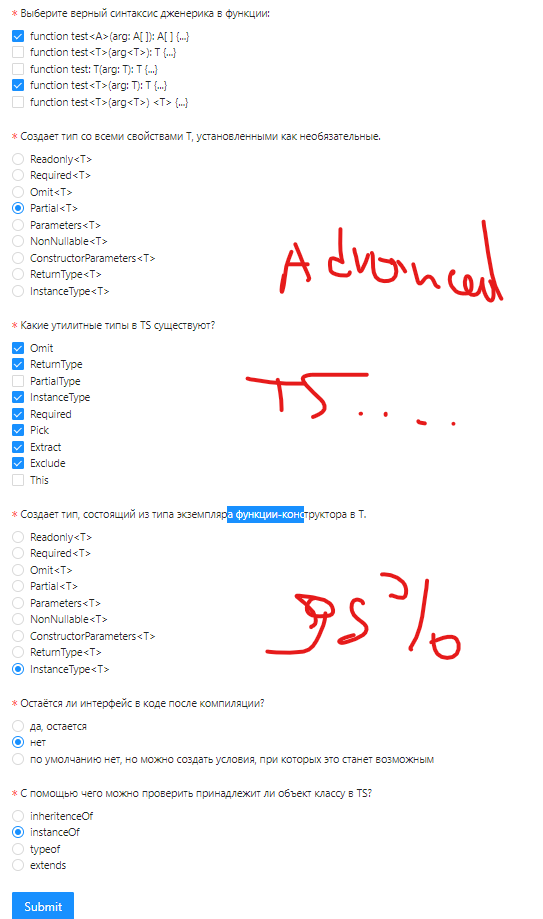 * Выберите верный синтаксис дженерика в функции:
function test<A>(arg: A[ ]): A[ ] {...}
function test<T>(arg<T>): T {...}
function test: T(arg: T): T {...}
function test<T>(arg: T): T {...}
function test<T>(arg<T>) <T> {...}
* Создает тип со всеми свойствами T, установленными как необязательные.
Readonly<T>
Required<T>
Omit<T>
Partial<T>
Parameters<T>
NonNullable<T>
ConstructorParameters<T>
ReturnType<T>
InstanceType<T>
Advanced
* Какие утилитные типы в TS существуют?
Omit
ReturnType
PartialType
InstanceType
Required
Pick
Extract
Exclude
This
TS....
* Создает тип, состоящий из типа экземпляра функции-конструктора в T.
Readonly<T>
Required<T>
Omit<T>
Partial<T>
Parameters<T>
NonNullable<T>
ConstructorParameters<T>
ReturnType<T>
InstanceType<T>
95%
* Остаётся ли интерфейс в коде после компиляции?
да, остается
нет
по умолчанию нет, но можно создать условия, при которых это станет возможным
* С помощью чего можно проверить принадлежит ли объект классу в TS?
inheritenceOf
instanceOf
typeof
extends
Submit